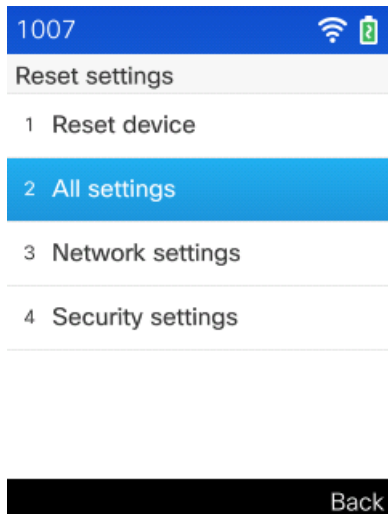 1007
Reset settings
1 Reset device
2 All settings
3 Network settings
4 Security settings
Back